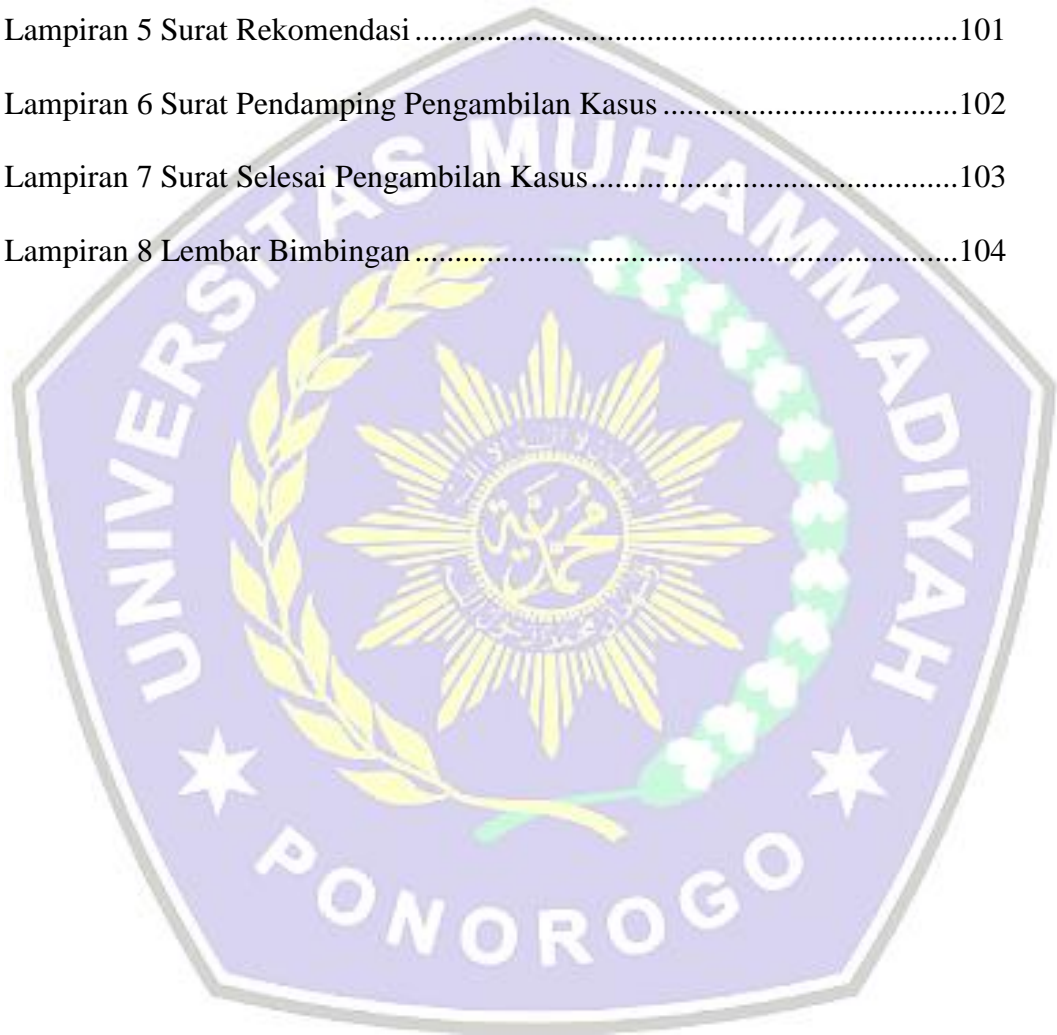 Lampiran 5 Surat Rekomendasi.........................................................101
Lampiran 6 Surat Pendamping Pengambilan Kasus...............................102
Lampiran 7 Surat Selesai Pengambilan Kasus.......................................103
Lampiran 8 Lembar Bimbingan.........................................................104
UNIVERSITAS MUHAMMADIYAH
محمدية
PONOROGO